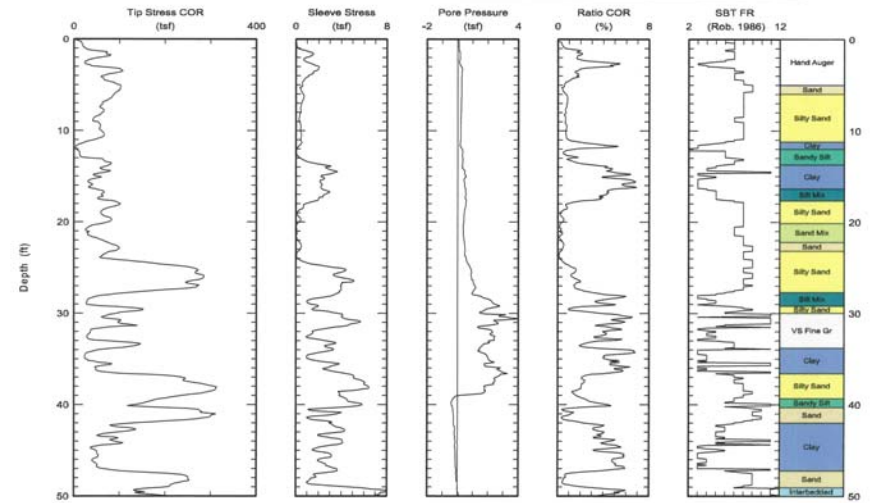 Tip Stress COR
(tsf)
Sleeve Stress
(tsf)
Pore Pressure
(tsf)
Ratio COR
(%)
SBT FR
(Rob. 1986)
0 400
0 8
-2 4
0 8
2 12
Depth (ft)
0
10
20
30
40
50
Hand Auger
Sand
Silty Sand
Clay
Sandy Silt
Clay
Silt Mix
Silty Sand
Sand Mix
Sand
Silty Sand
Silt Mix
Silty Sand
VS Fine Gr
Clay
Silty Sand
Sandy Silt
Sand
Clay
Sand
Interbedded
0
10
20
30
40
50